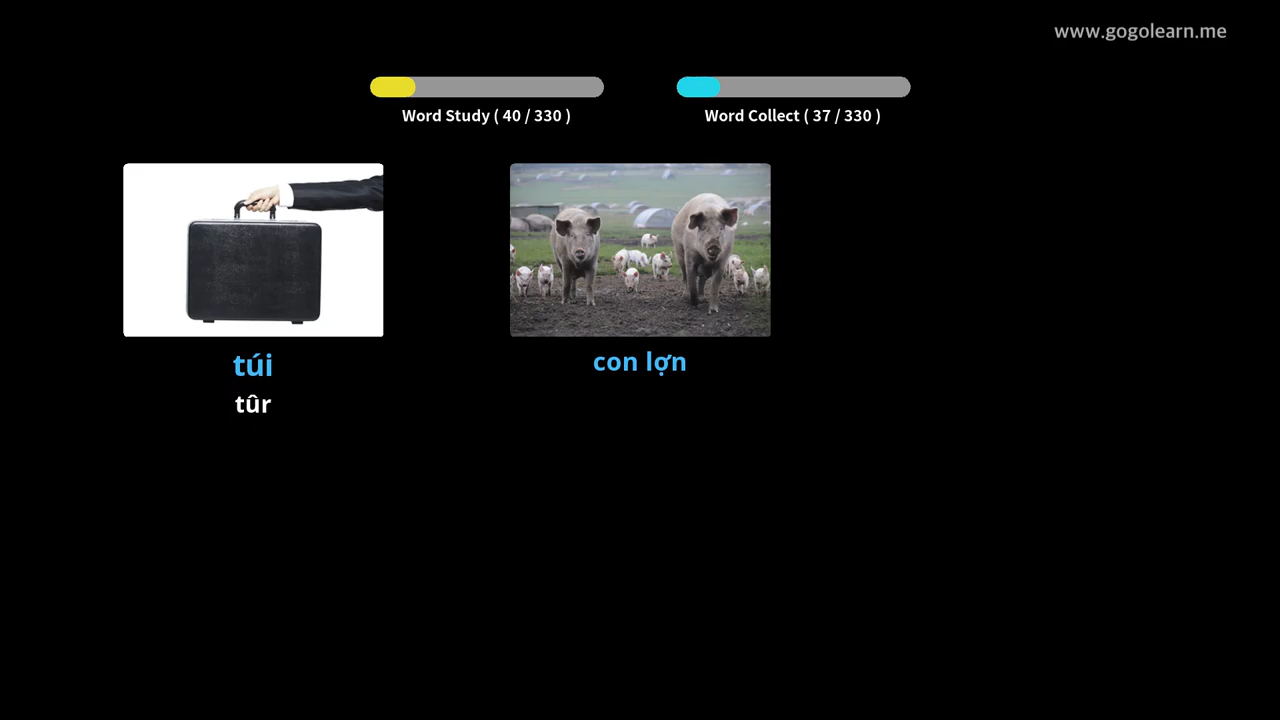 www.gogolearn.me
Word Study ( 40 / 330 )
Word Collect ( 37 / 330 )
túi
tûr
con lợn